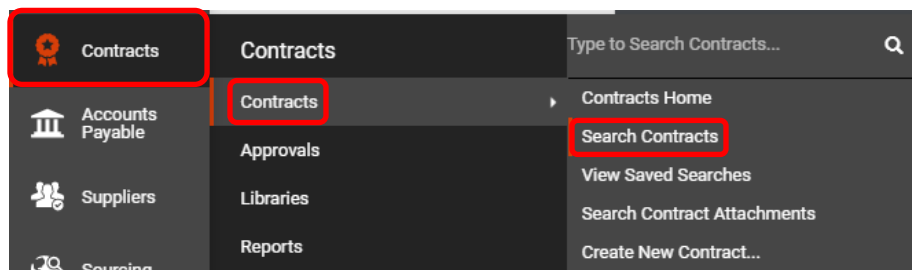 Contracts
Accounts
Payable
Suppliers
Sourcing
Contracts
Contracts
Approvals
Libraries
Reports
Type to Search Contracts...
Contracts Home
Search Contracts
View Saved Searches
Search Contract Attachments
Create New Contract...